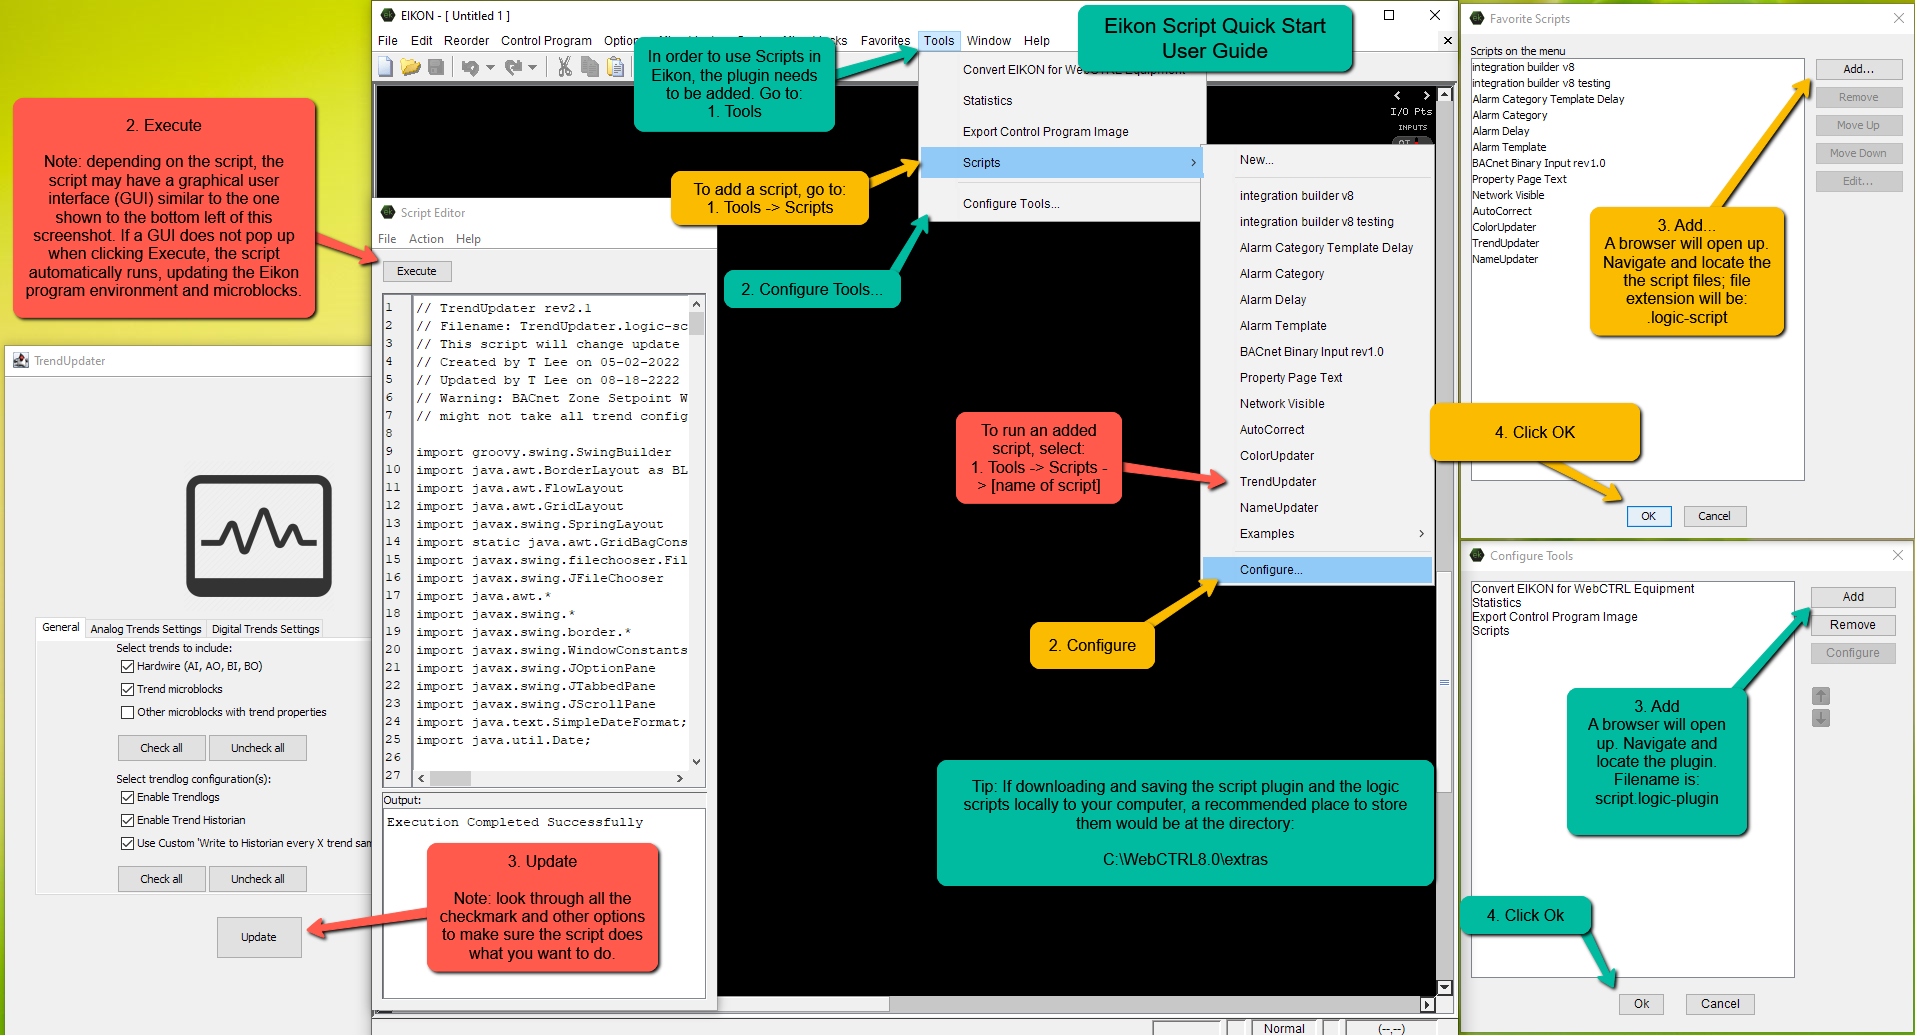 EIKON - [ Untitled 1 ]
File Edit Reorder Control Program Favorites Tools Window Help
Eikon Script Quick Start
User Guide
In order to use Scripts in
Eikon, the plugin needs
to be added. Go to:
1. Tools
Convert EIKON for WebCTRL Equipment
Statistics
Export Control Program Image
Scripts
Configure Tools...
I/O Pts
INPUTS
To add a script, go to:
1. Tools -> Scripts
2. Configure Tools...
New...
integration builder v8
integration builder v8 testing
Alarm Category Template Delay
Alarm Category
Alarm Delay
Alarm Template
BACnet Binary Input rev1.0
Property Page Text
Network Visible
AutoCorrect
ColorUpdater
TrendUpdater
NameUpdater
Examples
Configure...
To run an added
script, select:
1. Tools -> Scripts -
> [name of script]
2. Configure
Tip: If downloading and saving the script plugin and the logic
scripts locally to your computer, a recommended place to store
them would be at the directory:
C:\WebCTRL8.0\extras
Normal
(--,--)
2. Execute
Note: depending on the script, the
script may have a graphical user
interface (GUI) similar to the one
shown to the bottom left of this
screenshot. If a GUI does not pop up
when clicking Execute, the script
automatically runs, updating the Eikon
program environment and microblocks.
Script Editor
File Action Help
Execute
1 // TrendUpdater rev2.1
2 // Filename: TrendUpdater.logic-sc
3 // This script will change update
4 // Created by T Lee on 05-02-2022
5 // Updated by T Lee on 08-18-2222
6 // Warning: BACnet Zone Setpoint W
7 // might not take all trend config
8
9 import groovy.swing.SwingBuilder
10 import java.awt.BorderLayout as BL
11 import java.awt.FlowLayout
12 import java.awt.GridLayout
13 import javax.swing.SpringLayout
14 import static java.awt.GridBagCons
15 import javax.swing.filechooser.Fil
16 import javax.swing.JFileChooser
17 import java.awt.*
18 import javax.swing.*
19 import javax.swing.border.*
20 import javax.swing.WindowConstants
21 import javax.swing.JOptionPane
22 import javax.swing.JTabbedPane
23 import javax.swing.JScrollPane
24 import java.text.SimpleDateFormat;
25 import java.util.Date;
26
27
Output:
Execution Completed Successfully
3. Update
Note: look through all the
checkmark and other options
to make sure the script does
what you want to do.
TrendUpdater
General Analog Trends Settings Digital Trends Settings
Select trends to include:
Hardwire (AI, AO, BI, BO)
Trend microblocks
Other microblocks with trend properties
Check all Uncheck all
Select trendlog configuration(s):
Enable Trendlogs
Enable Trend Historian
Use Custom 'Write to Historian every X trend sam
Check all Uncheck all
Update
Favorite Scripts
Scripts on the menu
integration builder v8
integration builder v8 testing
Alarm Category Template Delay
Alarm Category
Alarm Delay
Alarm Template
BACnet Binary Input rev1.0
Property Page Text
Network Visible
AutoCorrect
ColorUpdater
TrendUpdater
NameUpdater
Add...
Remove
Move Up
Move Down
Edit...
3. Add...
A browser will open up.
Navigate and locate the
the script files; file
extension will be:
.logic-script
4. Click OK
OK Cancel
Configure Tools
Convert EIKON for WebCTRL Equipment
Statistics
Export Control Program Image
Scripts
Add
Remove
Configure
3. Add
A browser will open
up. Navigate and
locate the plugin.
Filename is:
script.logic-plugin
4. Click Ok
Ok Cancel